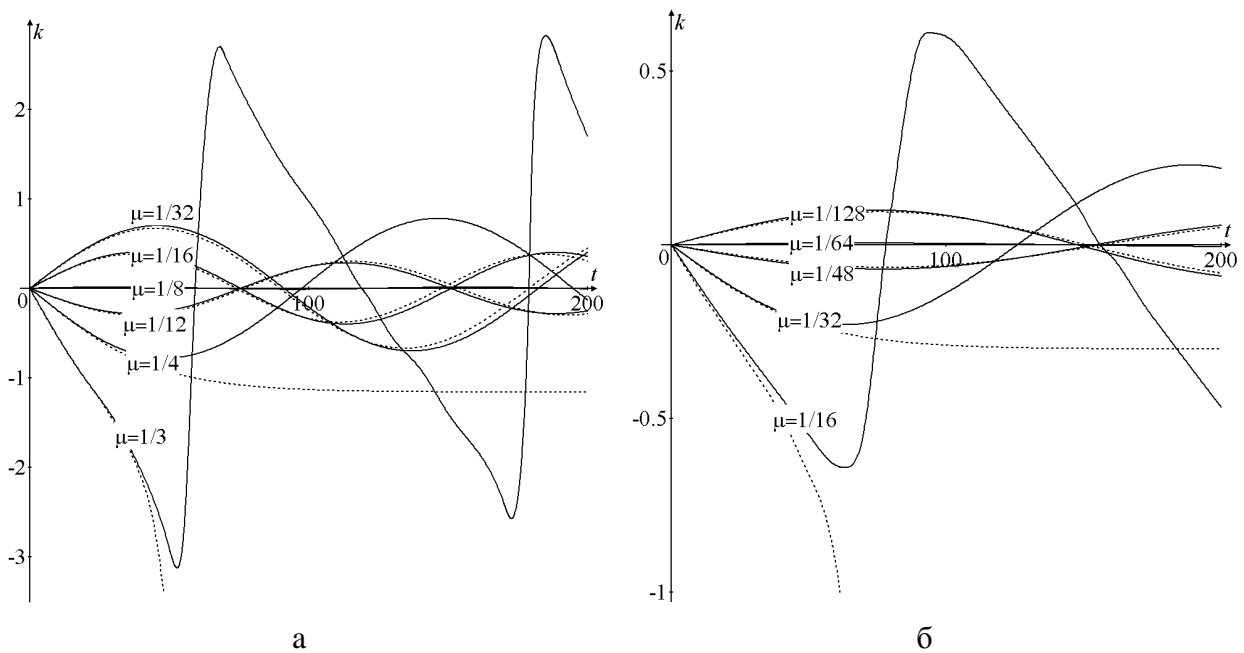 k
2
1
μ=1/32
μ=1/16
μ=1/8
μ=1/12
μ=1/4
μ=1/3
0
100
200
t
-1
-2
-3
а
k
0.5
μ=1/128
μ=1/64
μ=1/48
μ=1/32
μ=1/16
0
100
200
t
-0.5
-1
б